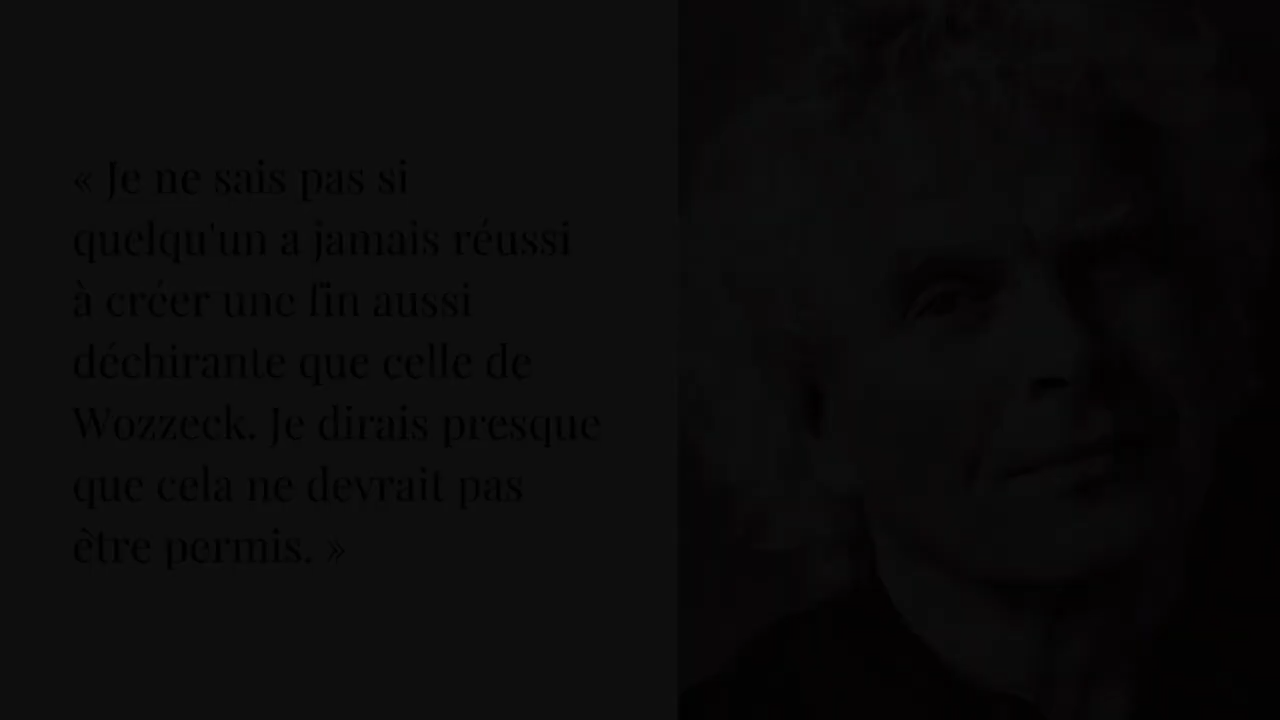 « Je ne sais pas si
quelqu'un a jamais réussi
à créer une fin aussi
déchirante que celle de
Wozzeck. Je dirais presque
que cela ne devrait pas
être permis. »